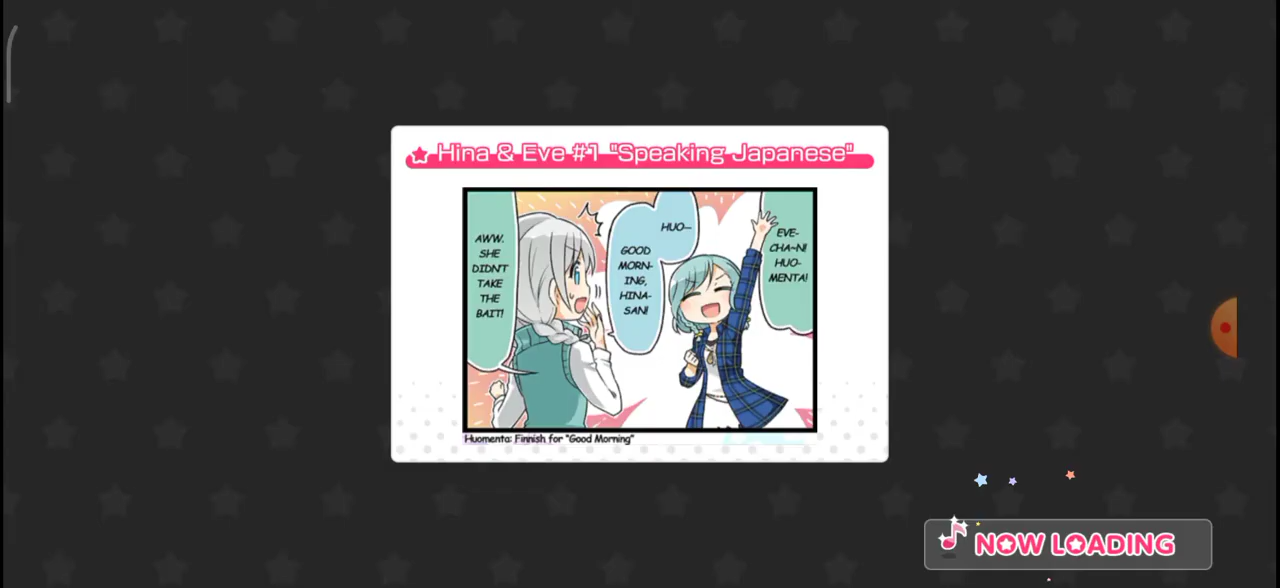 Hina & Eve #1 "Speaking Japanese"
EVE-
CHA~N!
HUO-
MENTA!
HUO—
GOOD
MORN-
ING,
HINA-
SAN!
AWW.
SHE
DIDN'T
TAKE
THE
BAIT!
Huomenta: Finnish for "Good Morning"
NOW LOADING